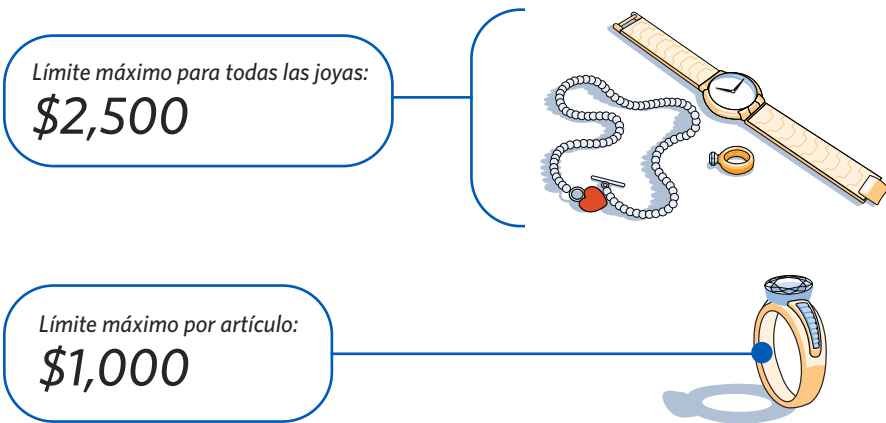 Límite máximo para todas las joyas:
$2,500
Límite máximo por artículo:
$1,000